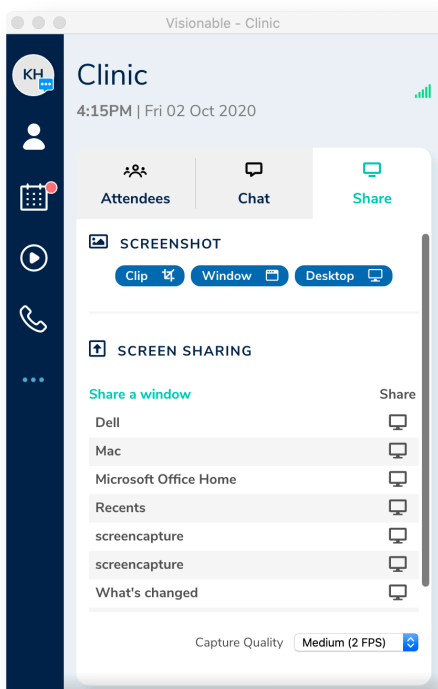 Visionable - Clinic
KH
Clinic
4:15PM | Fri 02 Oct 2020
Attendees
Chat
Share
SCREENSHOT
Clip
Window
Desktop
SCREEN SHARING
Share a window
Share
Dell
Mac
Microsoft Office Home
Recents
screencapture
screencapture
What's changed
Capture Quality
Medium (2 FPS)